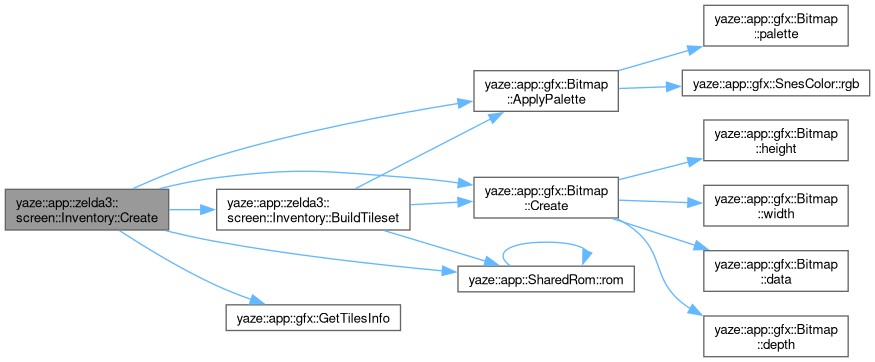 yaze::app::zelda3::
screen::Inventory::Create
yaze::app::zelda3::
screen::Inventory::BuildTileset
yaze::app::gfx::GetTilesInfo
yaze::app::gfx::Bitmap
::ApplyPalette
yaze::app::gfx::Bitmap
::Create
yaze::app::SharedRom::rom
yaze::app::gfx::Bitmap
::palette
yaze::app::gfx::SnesColor::rgb
yaze::app::gfx::Bitmap
::height
yaze::app::gfx::Bitmap
::width
yaze::app::gfx::Bitmap
::data
yaze::app::gfx::Bitmap
::depth